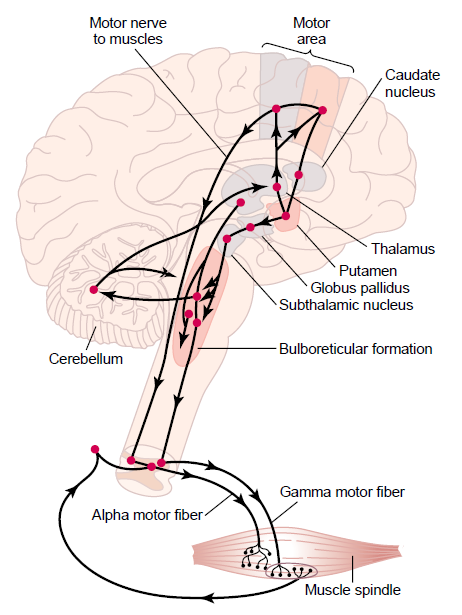 Motor nerve
to muscles
Motor
area
Caudate
nucleus
Thalamus
Putamen
Globus pallidus
Subthalamic nucleus
Bulboreticular formation
Cerebellum
Gamma motor fiber
Alpha motor fiber
Muscle spindle